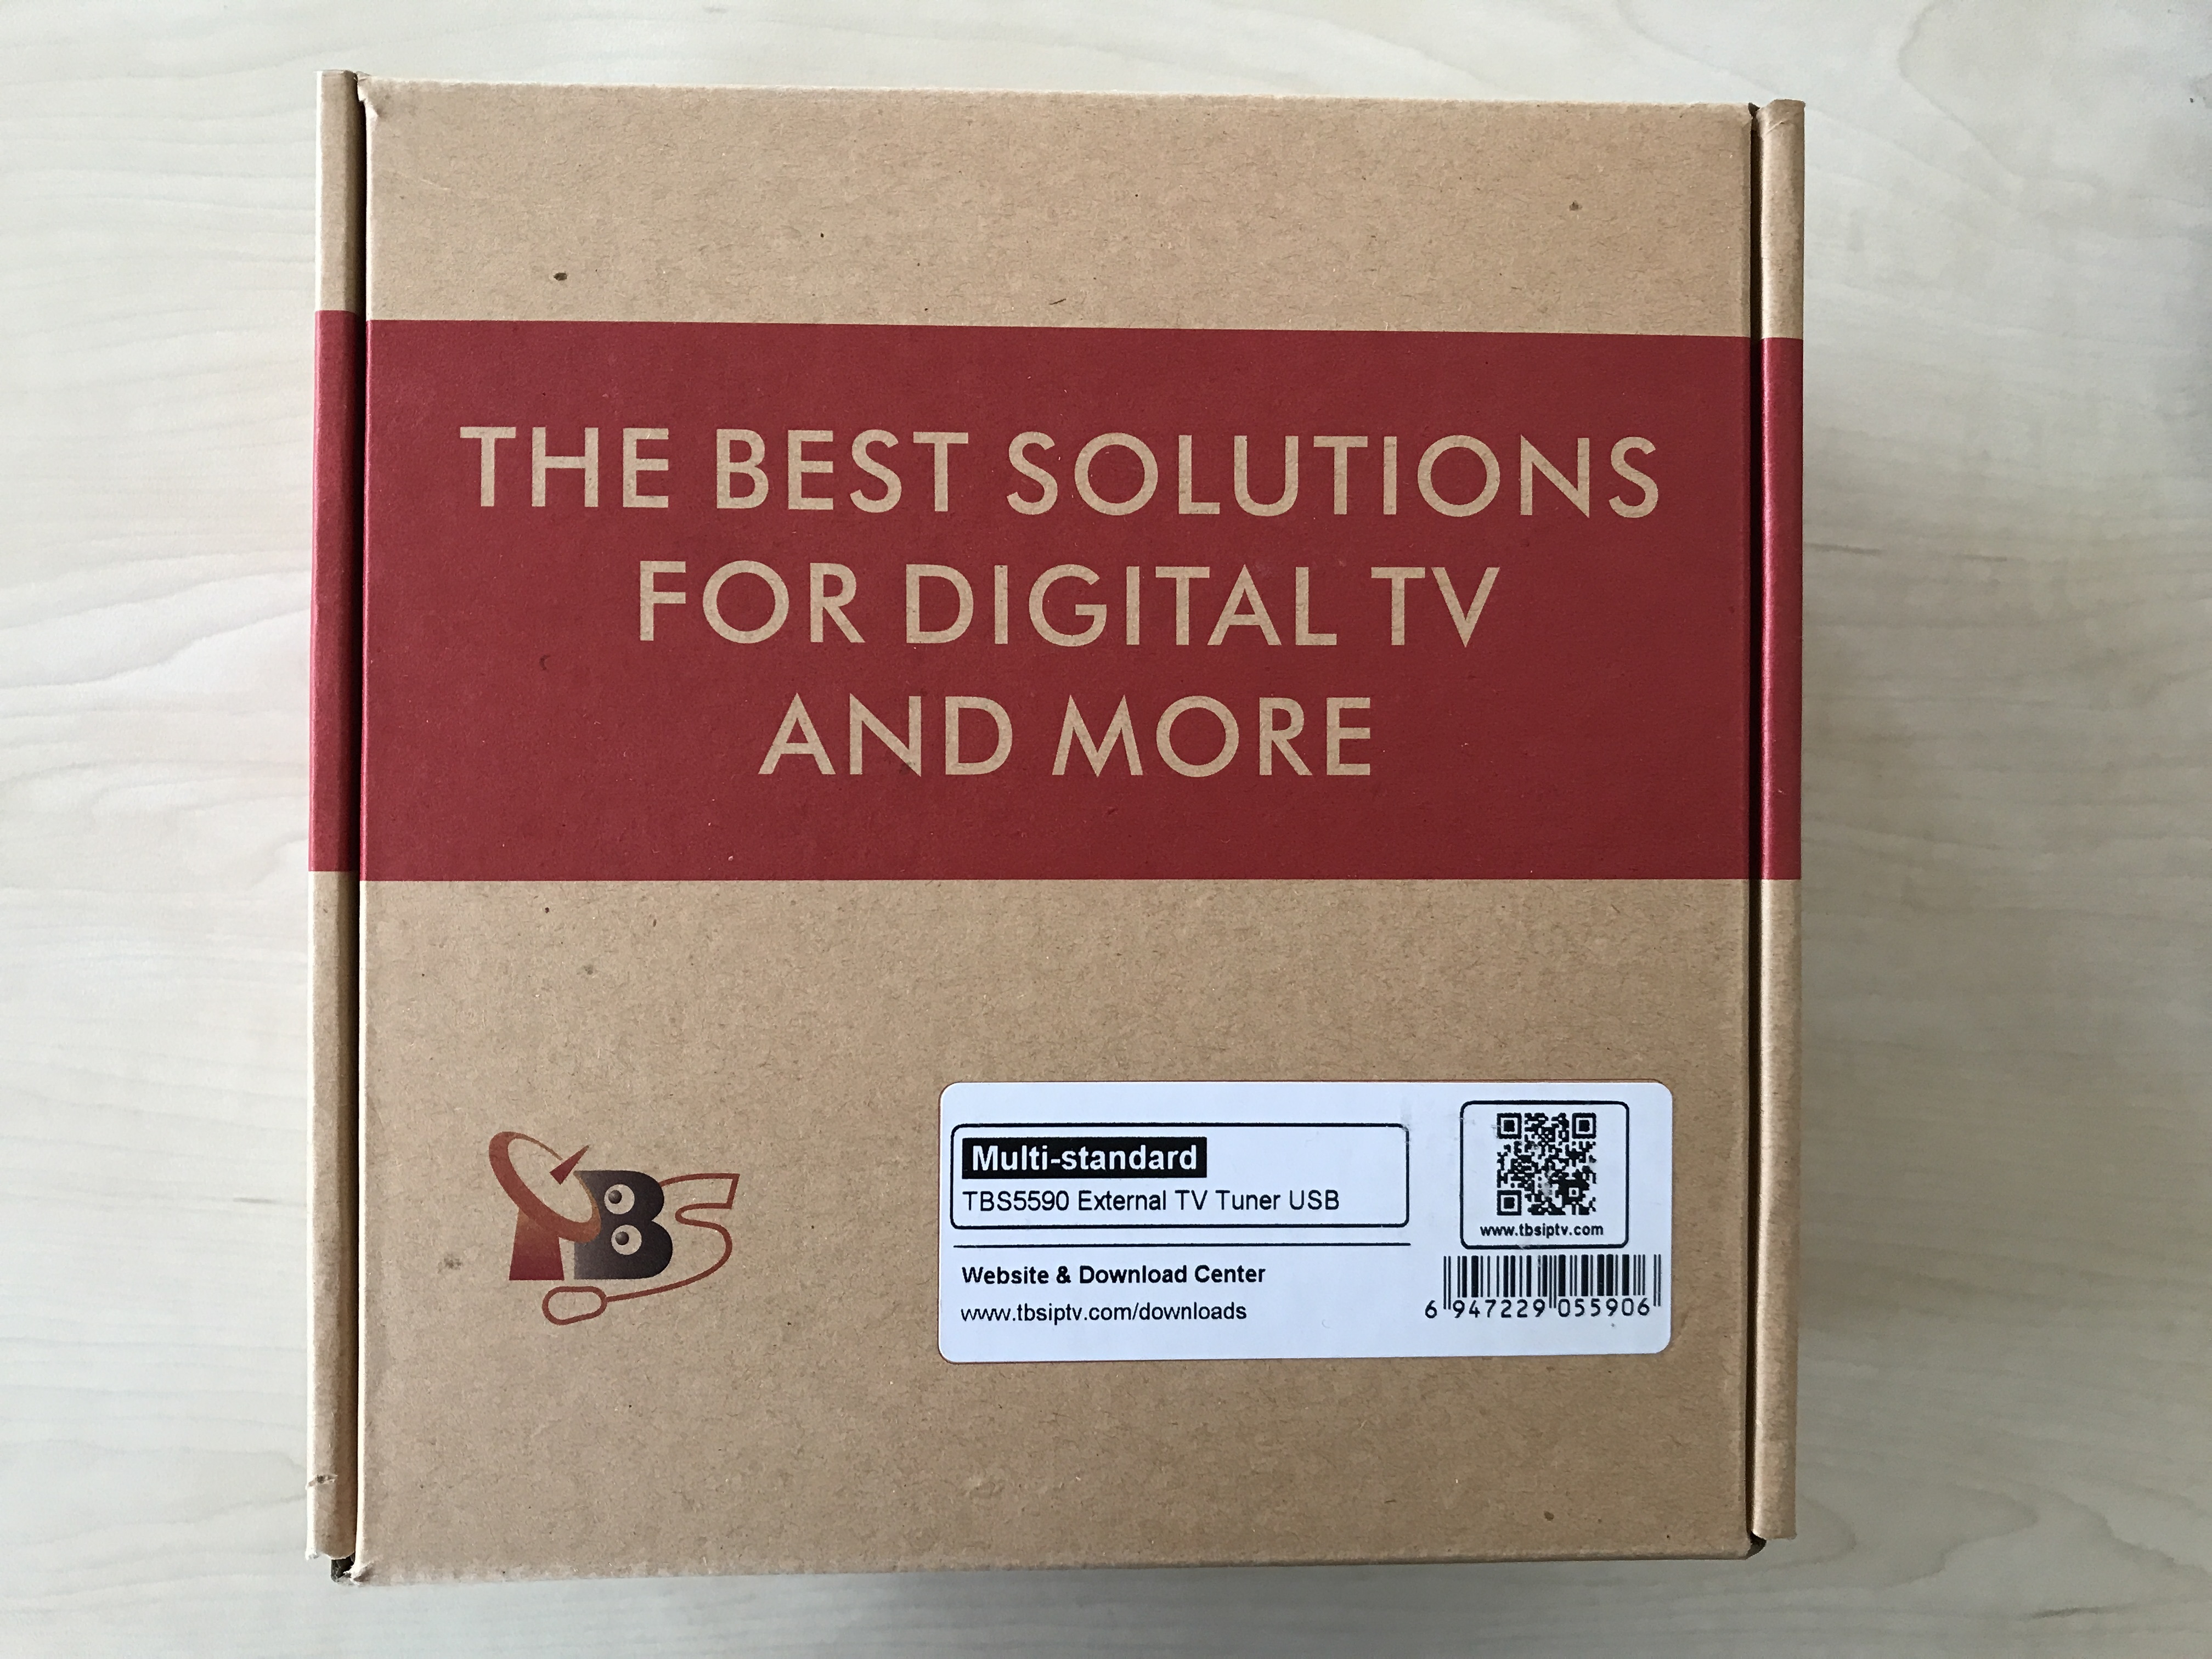 THE BEST SOLUTIONS
FOR DIGITAL TV
AND MORE
TBS
Multi-standard
TBS5590 External TV Tuner USB
Website & Download Center
www.tbsiptv.com/downloads
www.tbsiptv.com
6 947229 055906